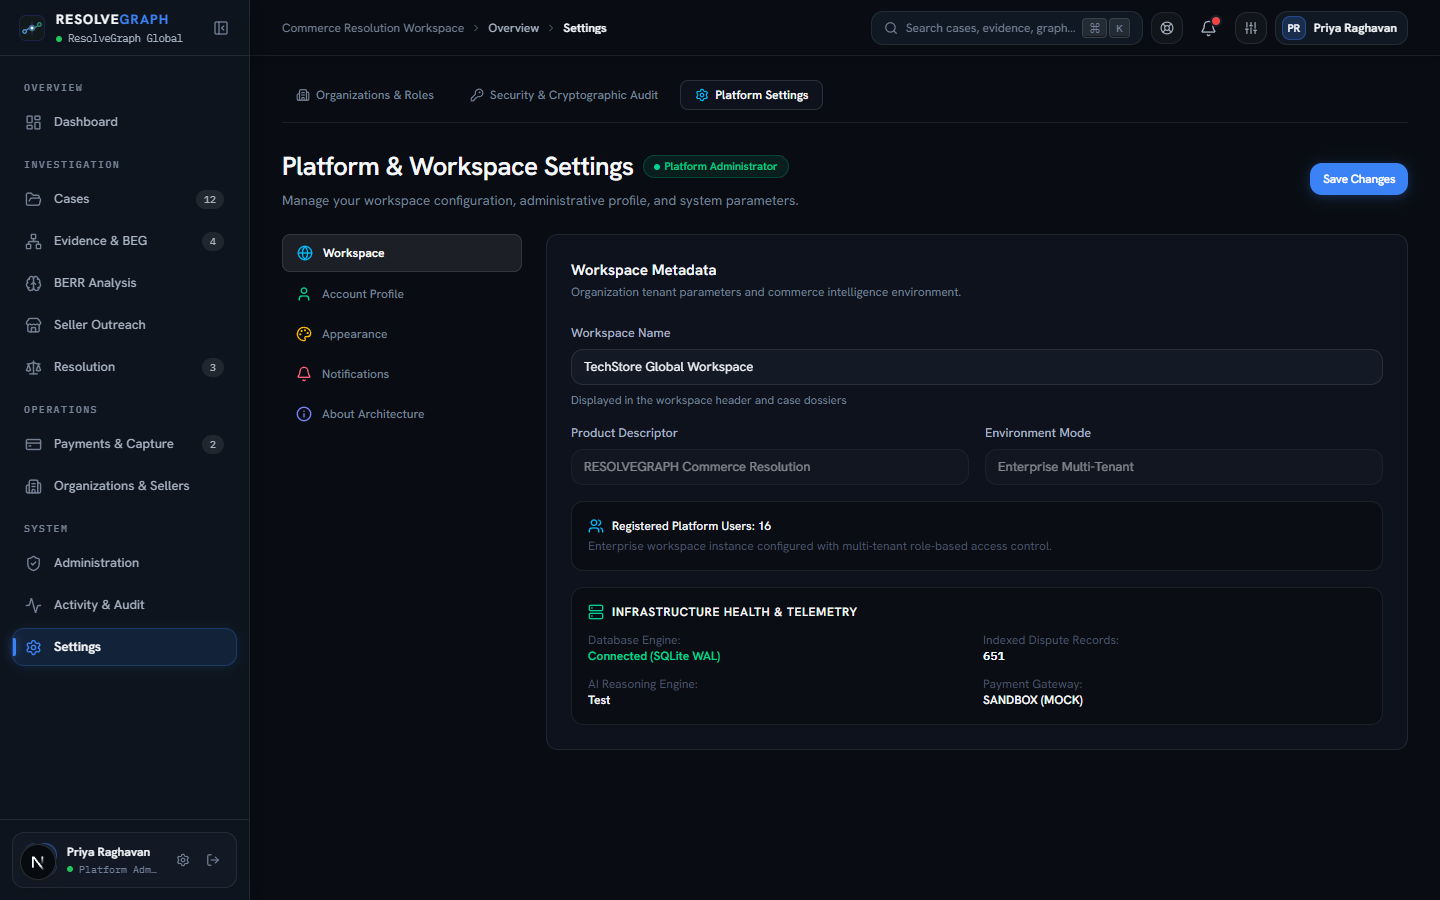 RESOLVEGRAPH
ResolveGraph Global
OVERVIEW
Dashboard
INVESTIGATION
Cases 12
Evidence & BEG 4
BERR Analysis
Seller Outreach
Resolution 3
OPERATIONS
Payments & Capture 2
Organizations & Sellers
SYSTEM
Administration
Activity & Audit
Settings
N
Priya Raghavan
Platform Adm…
Commerce Resolution Workspace > Overview > Settings
Search cases, evidence, graph... ⌘ K
PR Priya Raghavan
Organizations & Roles
Security & Cryptographic Audit
Platform Settings
Platform & Workspace Settings
Platform Administrator
Manage your workspace configuration, administrative profile, and system parameters.
Save Changes
Workspace
Account Profile
Appearance
Notifications
About Architecture
Workspace Metadata
Organization tenant parameters and commerce intelligence environment.
Workspace Name
TechStore Global Workspace
Displayed in the workspace header and case dossiers
Product Descriptor
RESOLVEGRAPH Commerce Resolution
Environment Mode
Enterprise Multi-Tenant
Registered Platform Users: 16
Enterprise workspace instance configured with multi-tenant role-based access control.
INFRASTRUCTURE HEALTH & TELEMETRY
Database Engine:
Connected (SQLite WAL)
Indexed Dispute Records:
651
AI Reasoning Engine:
Test
Payment Gateway:
SANDBOX (MOCK)